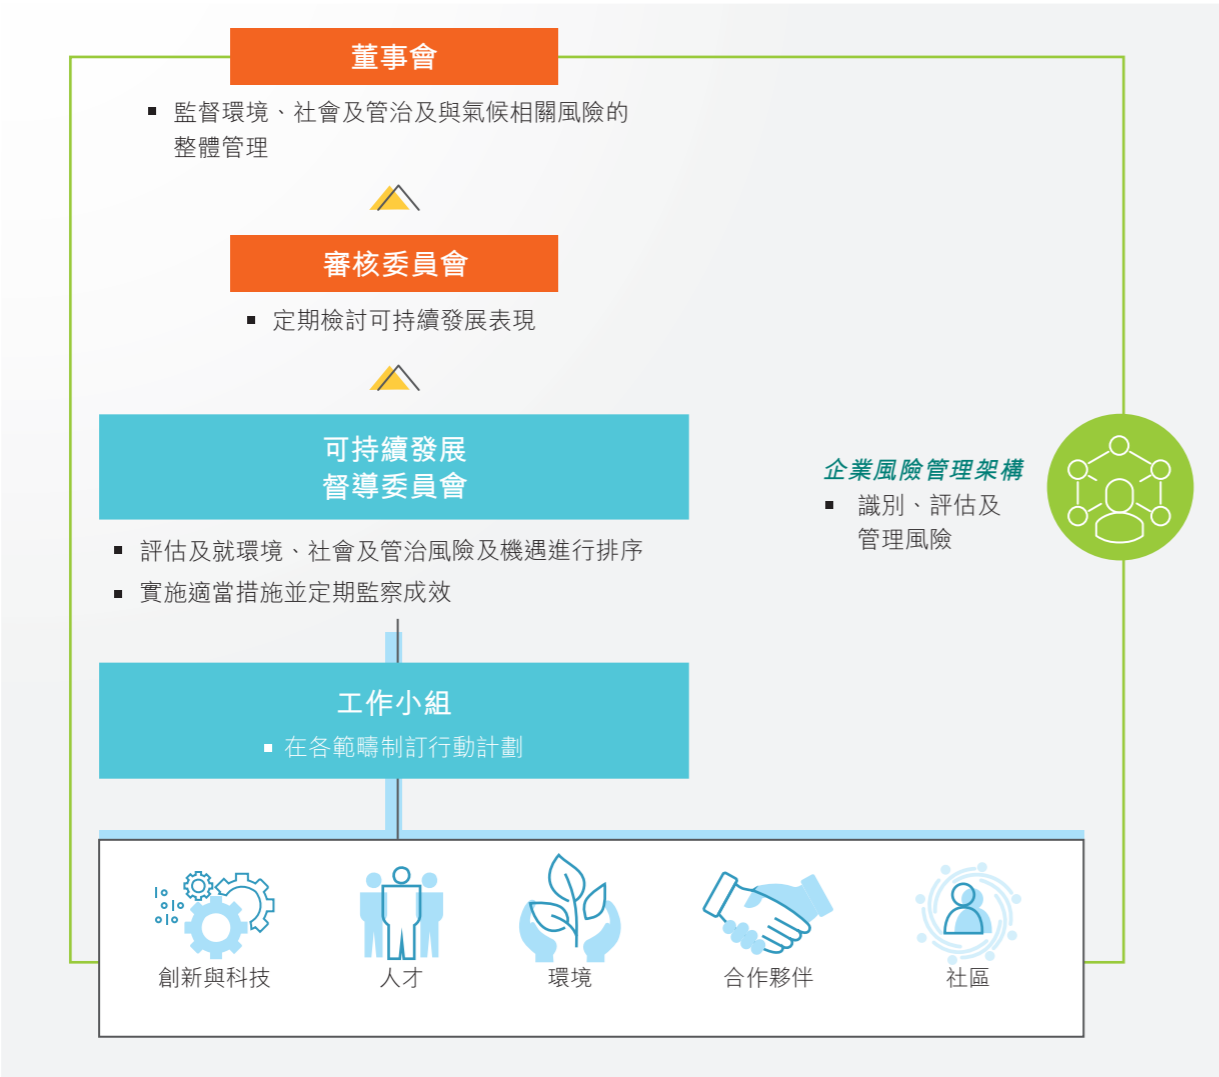 董事會
▪ 監督環境、社會及管治及與氣候相關風險的
整體管理
審核委員會
▪ 定期檢討可持續發展表現
可持續發展
督導委員會
▪ 評估及就環境、社會及管治風險及機遇進行排序
▪ 實施適當措施並定期監察成效
企業風險管理架構
▪ 識別、評估及
管理風險
工作小組
▪ 在各範疇制訂行動計劃
創新與科技
人才
環境
合作夥伴
社區